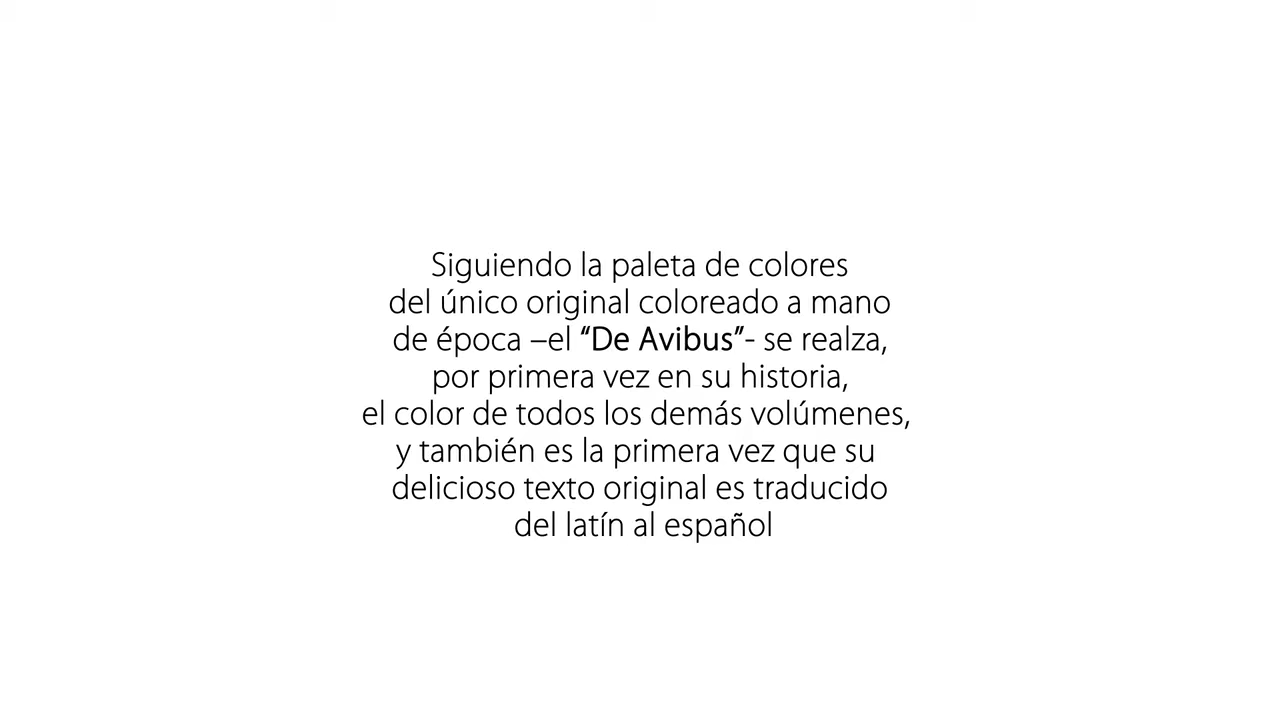 Siguiendo la paleta de colores
del único original coloreado a mano
de época –el “De Avibus”- se realza,
por primera vez en su historia,
el color de todos los demás volúmenes,
y también es la primera vez que su
delicioso texto original es traducido
del latín al español